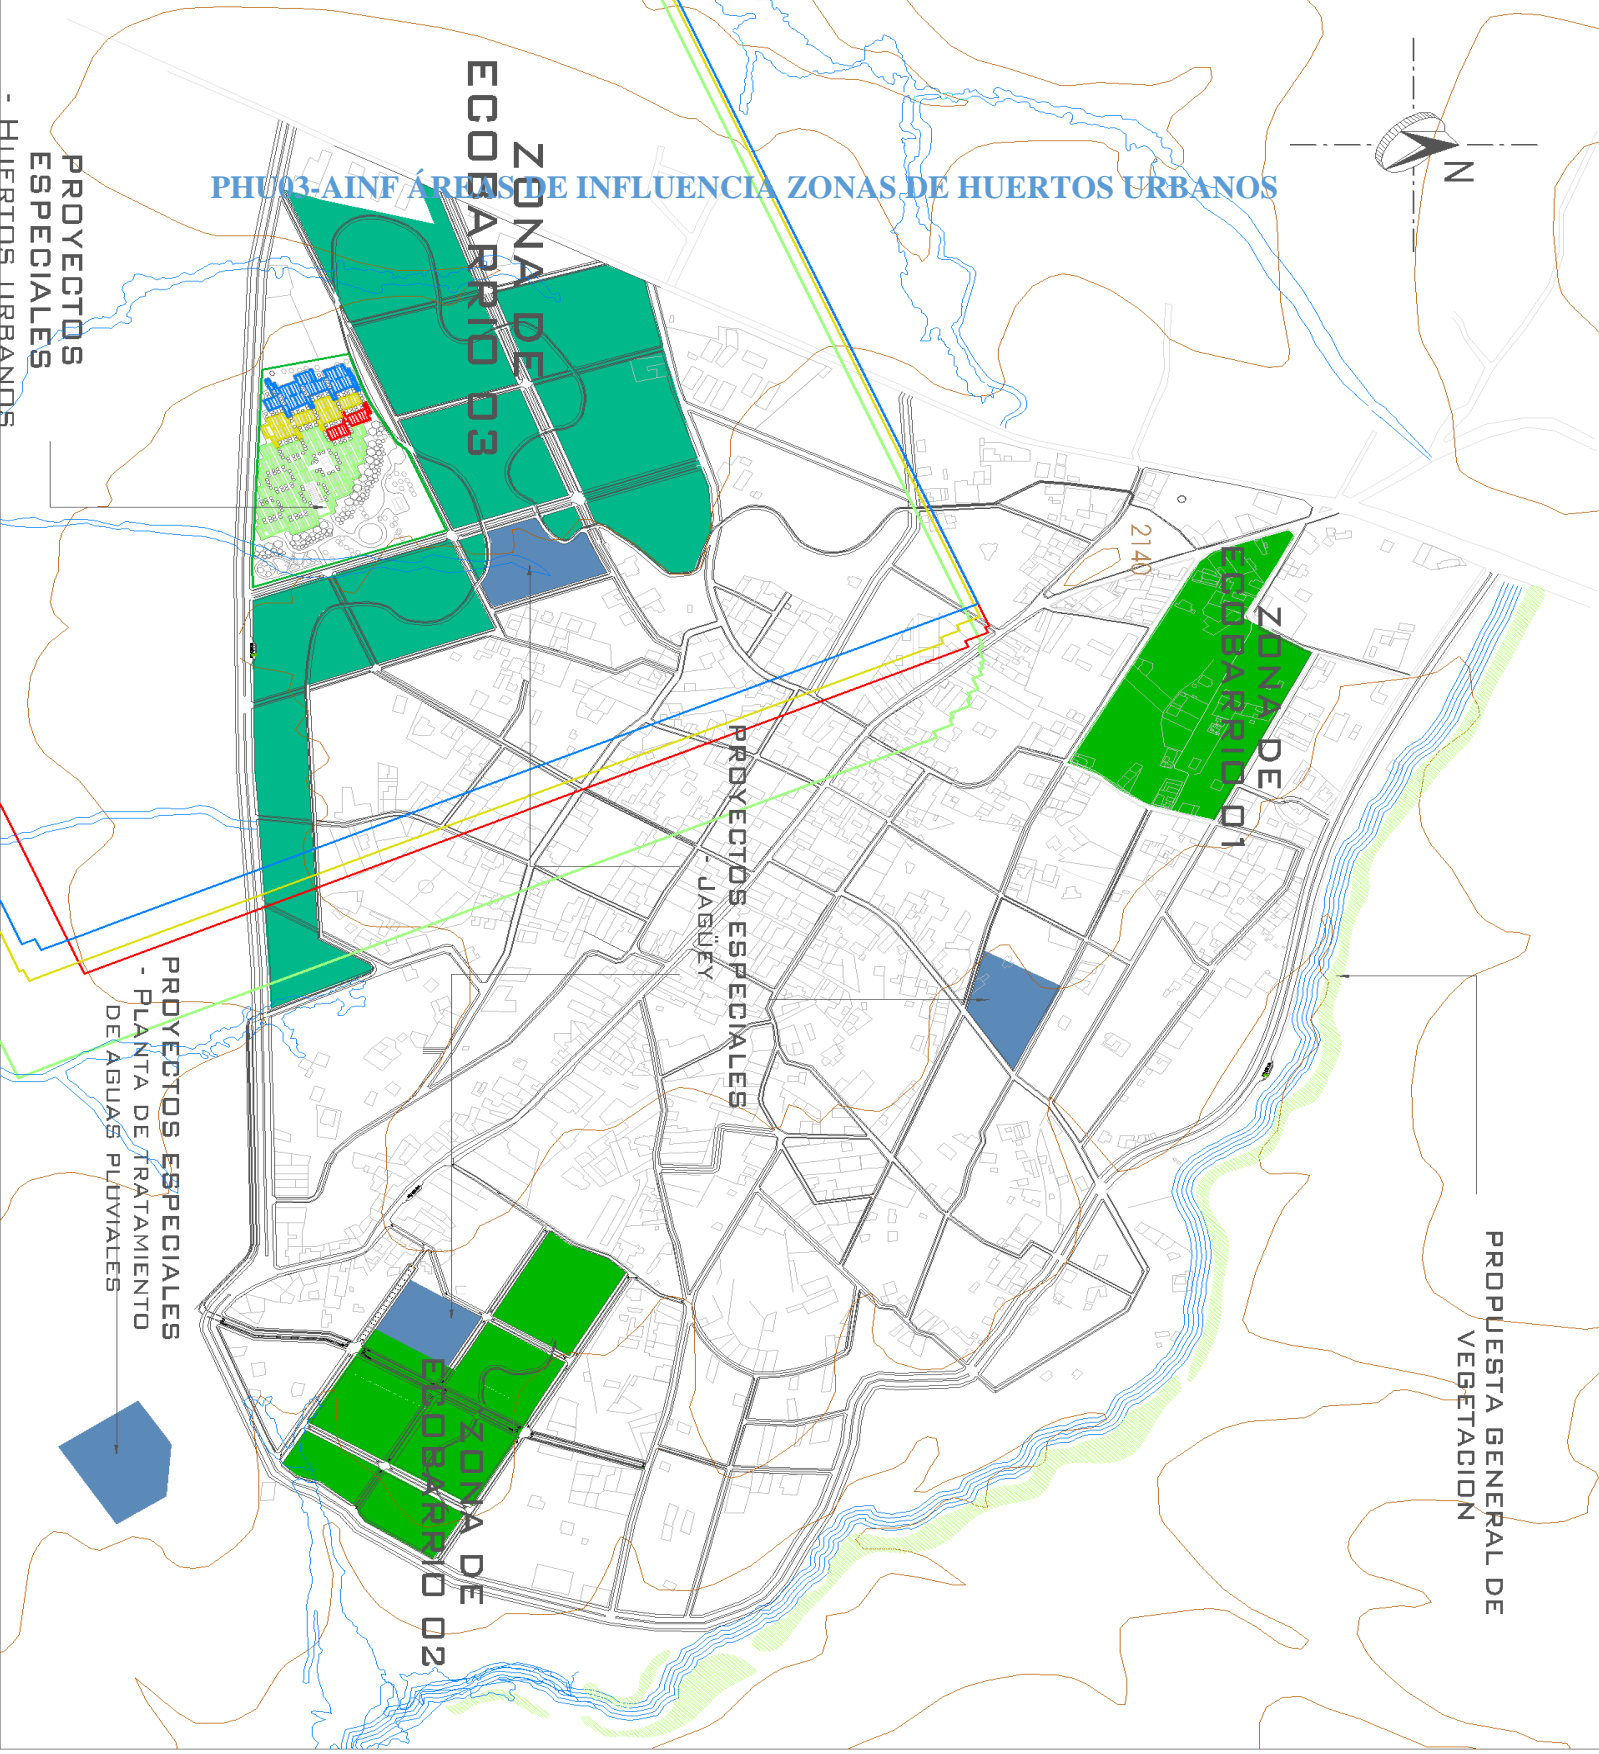 PHU03-AINF ÁREAS DE INFLUENCIA ZONAS DE HUERTOS URBANOS
N
ZONA DE
ECOBARRIO 03
PROYECTOS
ESPECIALES
- HUERTOS URBANOS
2140
ZONA DE
ECOBARRIO 01
PROYECTOS ESPECIALES
- JAGÜEY
PROYECTOS ESPECIALES
- PLANTA DE TRATAMIENTO
DE AGUAS PLUVIALES
PROPUESTA GENERAL DE
VEGETACION
ZONA DE
ECOBARRIO 02